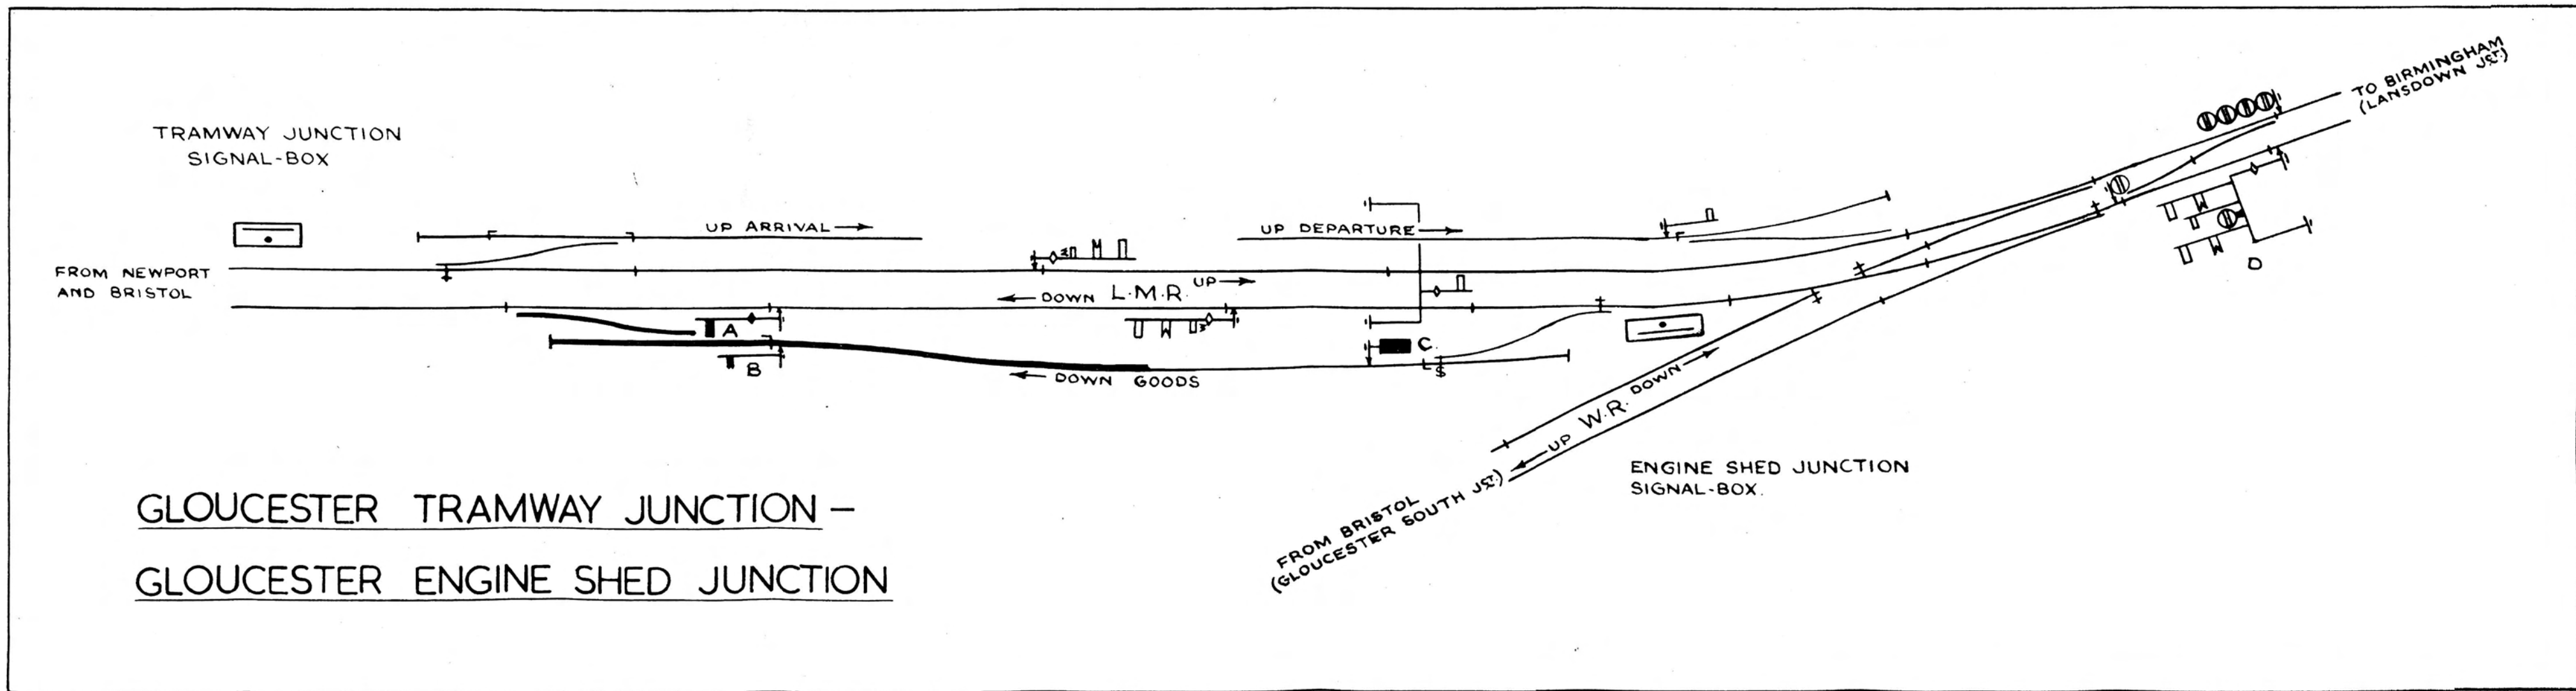 TRAMWAY JUNCTION
SIGNAL-BOX
TO BIRMINGHAM
(LANSDOWN JCT.)
UP ARRIVAL
UP DEPARTURE
FROM NEWPORT
AND BRISTOL
UP
DOWN L.M.R.
A
B
C.
D
DOWN GOODS
DOWN
W.R.
UP
FROM BRISTOL
(GLOUCESTER SOUTH JCT.)
ENGINE SHED JUNCTION
SIGNAL-BOX.
GLOUCESTER TRAMWAY JUNCTION –
GLOUCESTER ENGINE SHED JUNCTION